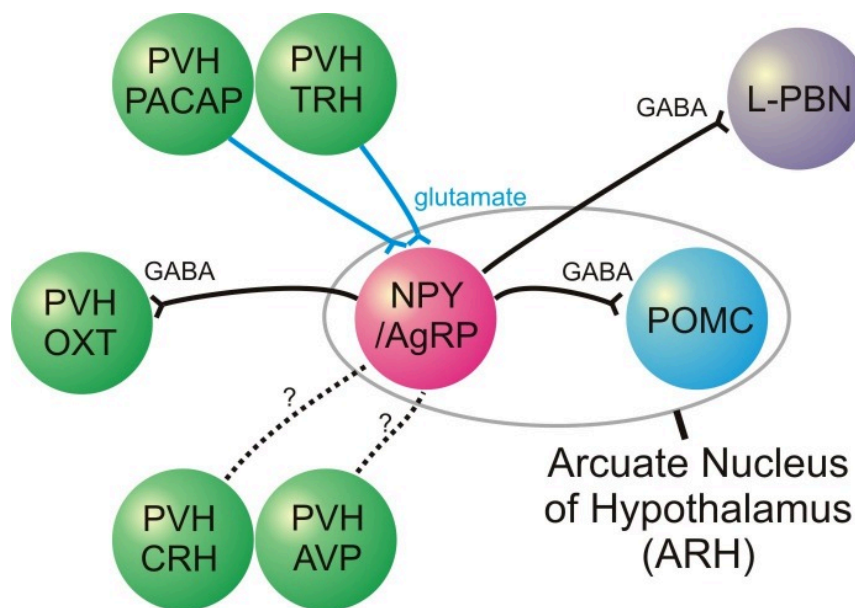 PVH
PACAP
PVH
TRH
L-PBN
GABA
glutamate
GABA
PVH
OXT
NPY
/AgRP
GABA
POMC
?
?
PVH
CRH
PVH
AVP
Arcuate Nucleus
of Hypothalamus
(ARH)